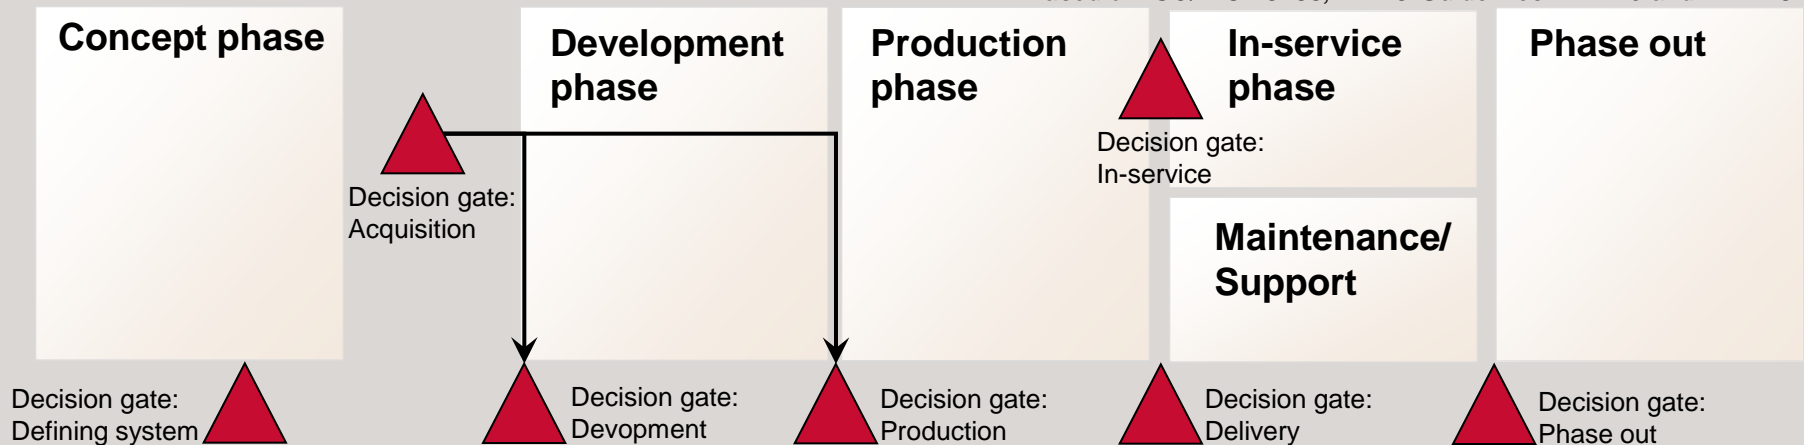 Concept phase
Development
phase
Production
phase
In-service
phase
Phase out
Decision gate:
Acquisition
Decision gate:
In-service
Maintenance/
Support
Decision gate:
Defining system
Decision gate:
Devopment
Decision gate:
Production
Decision gate:
Delivery
Decision gate:
Phase out